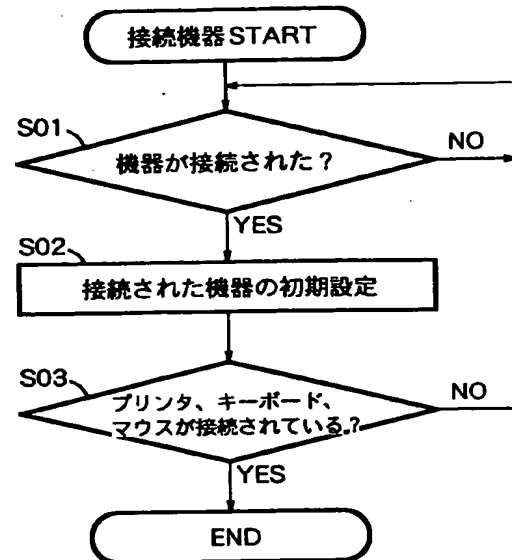 接続機器START
S01
機器が接続された?
NO
YES
S02
接続された機器の初期設定
S03
プリンタ、キーボード、
マウスが接続されている?
NO
YES
END